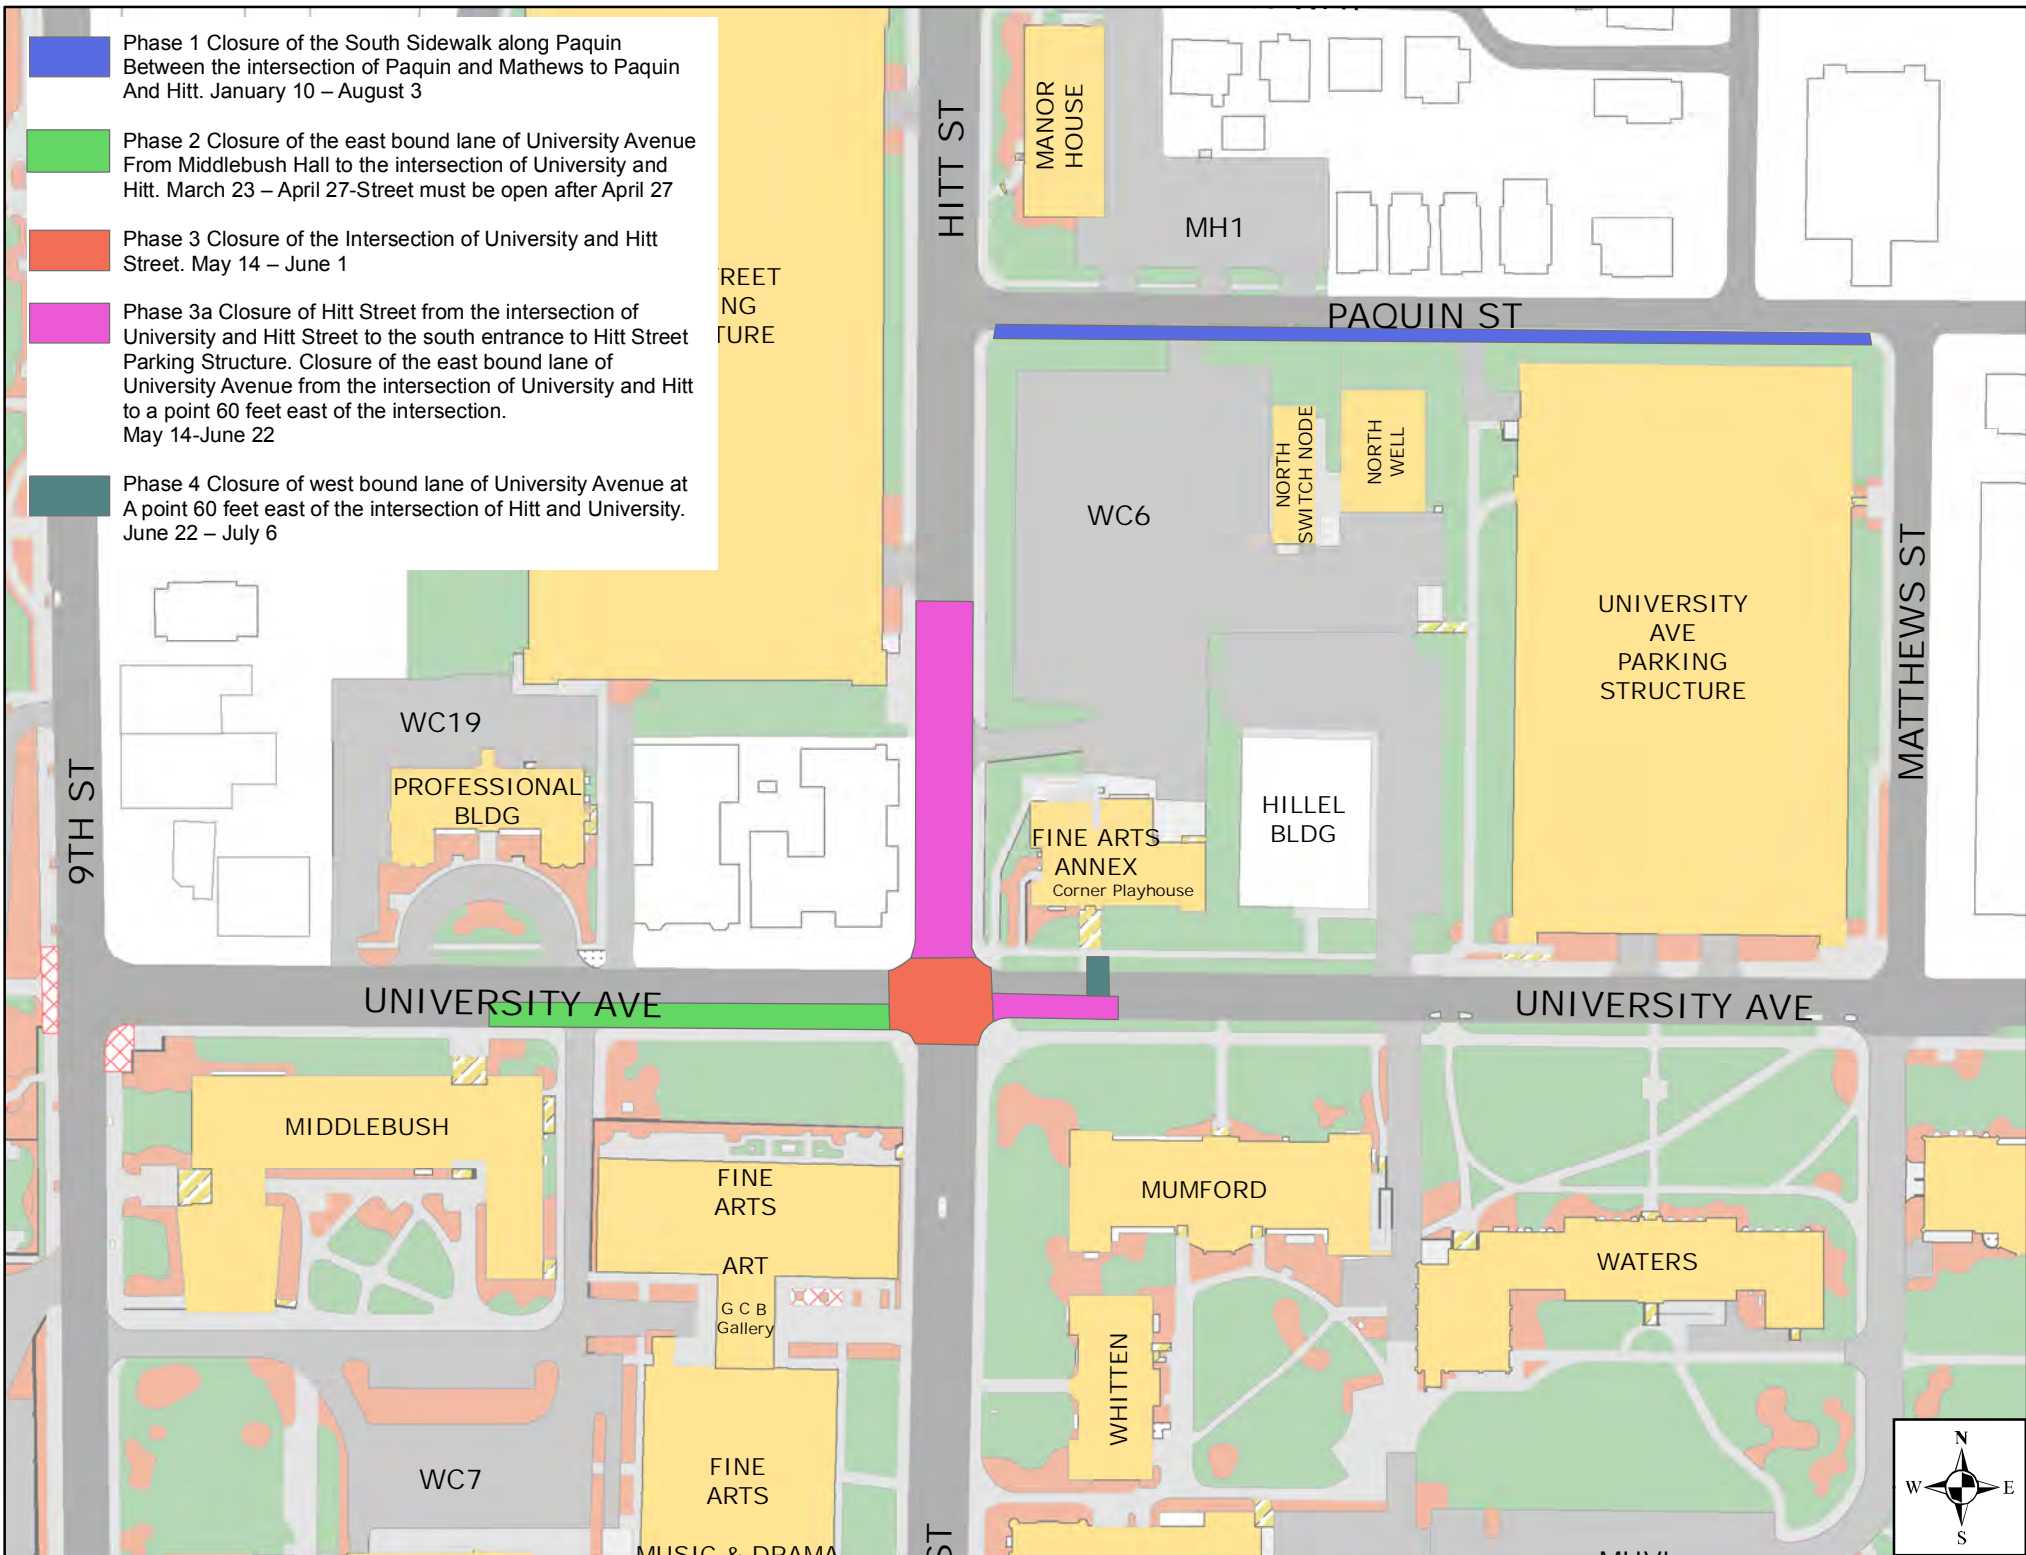 Phase 1 Closure of the South Sidewalk along Paquin
Between the intersection of Paquin and Mathews to Paquin
And Hitt. January 10 – August 3
Phase 2 Closure of the east bound lane of University Avenue
From Middlebush Hall to the intersection of University and
Hitt. March 23 – April 27-Street must be open after April 27
Phase 3 Closure of the Intersection of University and Hitt
Street. May 14 – June 1
Phase 3a Closure of Hitt Street from the intersection of
University and Hitt Street to the south entrance to Hitt Street
Parking Structure. Closure of the east bound lane of
University Avenue from the intersection of University and Hitt
to a point 60 feet east of the intersection.
May 14-June 22
Phase 4 Closure of west bound lane of University Avenue at
A point 60 feet east of the intersection of Hitt and University.
June 22 – July 6
HITT ST
MANOR
HOUSE
MH1
REET
NG
TURE
PAQUIN ST
NORTH
SWITCH NODE
NORTH
WELL
WC6
UNIVERSITY
AVE
PARKING
STRUCTURE
MATTHEWS ST
WC19
PROFESSIONAL
BLDG
9TH ST
FINE ARTS
ANNEX
Corner Playhouse
HILLEL
BLDG
UNIVERSITY AVE
UNIVERSITY AVE
MIDDLEBUSH
FINE
ARTS
ART
G C B
Gallery
MUMFORD
WATERS
WHITTEN
WC7
FINE
ARTS
MUSIC & DRAMA
ST
N
W E
S